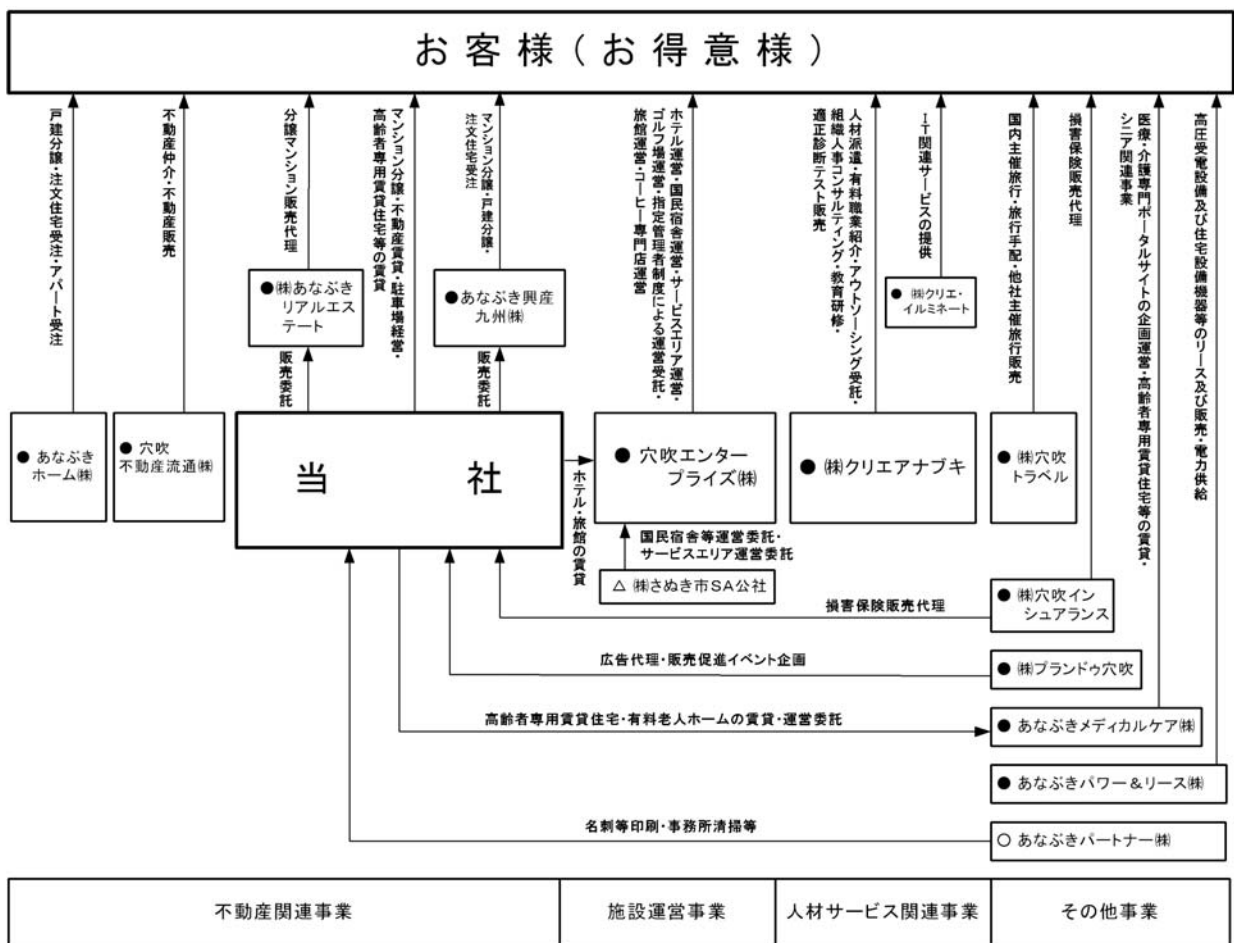 お客様(お得意様)
戸建分譲・注文住宅受注・アパート受注
不動産仲介・不動産販売
分譲マンション販売代理
マンション分譲・不動産賃貸・駐車場経営・
高齢者専用賃貸住宅等の賃貸
マンション分譲・戸建分譲・
注文住宅受注
ホテル運営・国民宿舎運営・サービスエリア運営・
ゴルフ場運営・指定管理者制度による運営受託・
旅館運営・コーヒー専門店運営
人材派遣・有料職業紹介・アウトソーシング受託・
組織人事コンサルティング・教育研修・
適正診断テスト販売
IT関連サービスの提供
国内主催旅行・旅行手配・他社主催旅行販売
損害保険販売代理
医療・介護専門ポータルサイトの企画運営・高齢者専用賃貸住宅等の賃貸・
シニア関連事業
高圧受電設備及び住宅設備機器等のリース及び販売・電力供給
●㈱あなぶき
リアルエス
テート
●あなぶき興産
九州㈱
● ㈱クリエ・
イルミネート
販売委託
販売委託
● あなぶき
ホーム㈱
● 穴吹
不動産流通㈱
当社
ホテル・旅館の賃貸
● 穴吹エンター
プライズ㈱
● ㈱クリエアナブキ
● ㈱穴吹
トラベル
国民宿舎等運営委託・
サービスエリア運営委託
△ ㈱さぬき市SA公社
損害保険販売代理
● ㈱穴吹イン
シュアランス
広告代理・販売促進イベント企画
● ㈱プランドゥ穴吹
高齢者専用賃貸住宅・有料老人ホームの賃貸・運営委託
● あなぶきメディカルケア㈱
● あなぶきパワー&リース㈱
名刺等印刷・事務所清掃等
○ あなぶきパートナー㈱
不動産関連事業
施設運営事業
人材サービス関連事業
その他事業